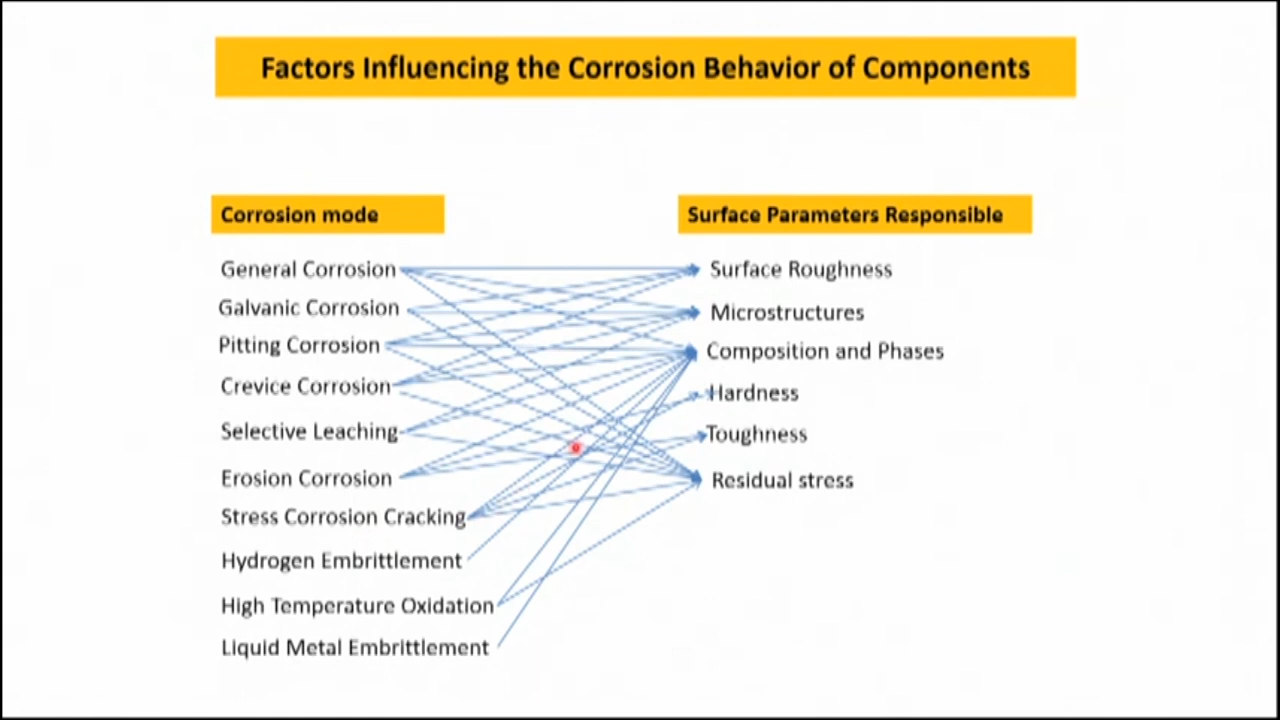 Factors Influencing the Corrosion Behavior of Components
Corrosion mode
General Corrosion
Galvanic Corrosion
Pitting Corrosion
Crevice Corrosion
Selective Leaching
Erosion Corrosion
Stress Corrosion Cracking
Hydrogen Embrittlement
High Temperature Oxidation
Liquid Metal Embrittlement
Surface Parameters Responsible
Surface Roughness
Microstructures
Composition and Phases
Hardness
Toughness
Residual stress